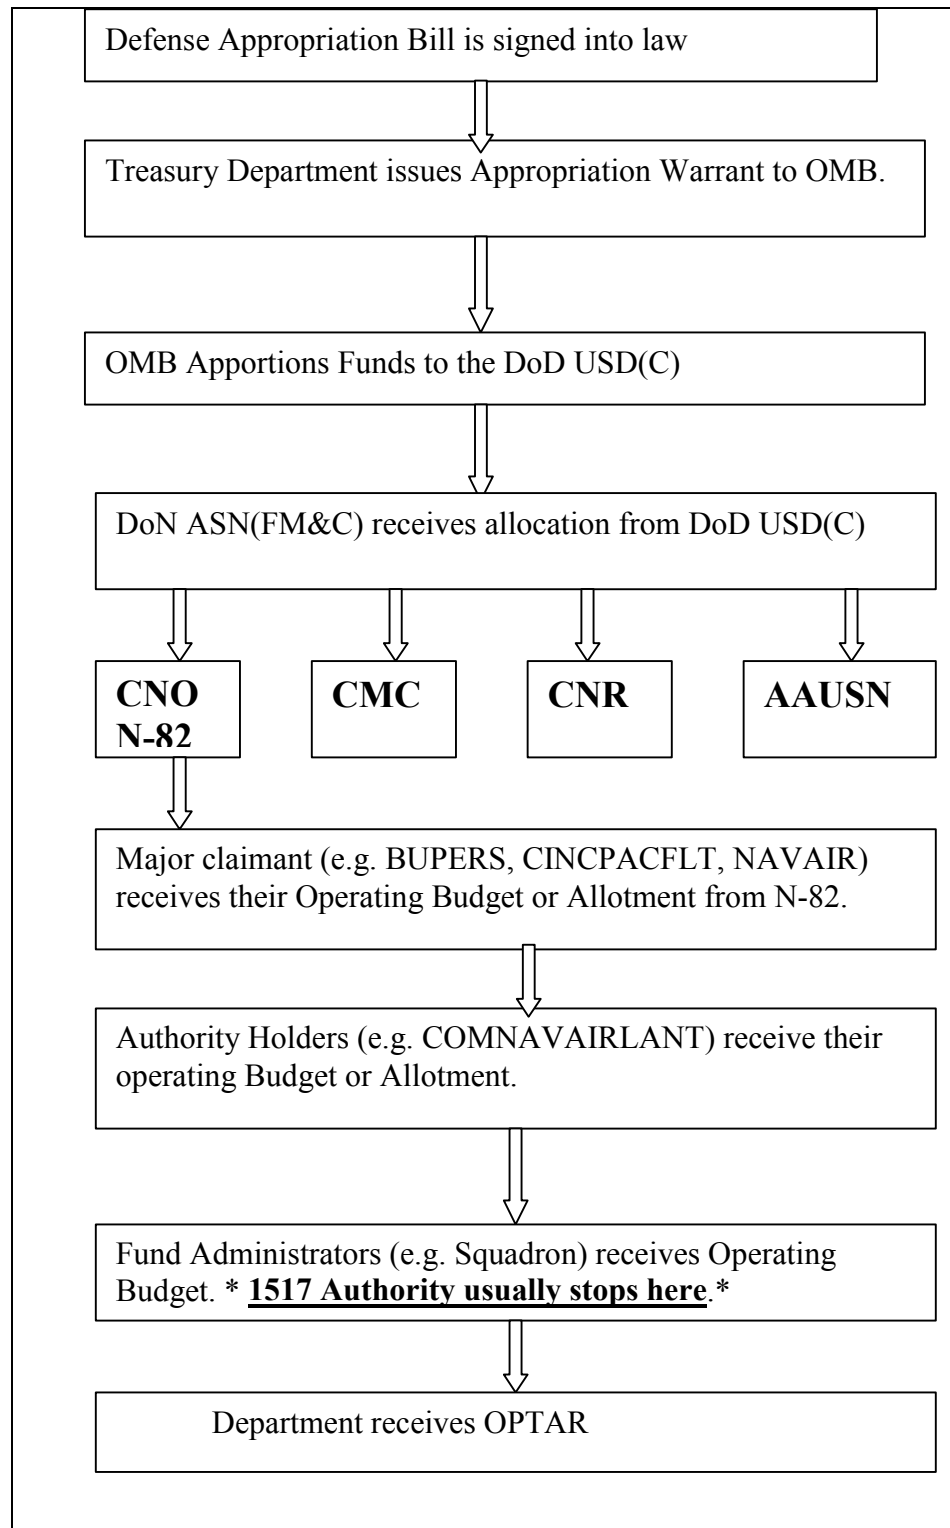 Defense Appropriation Bill is signed into law
Treasury Department issues Appropriation Warrant to OMB.
OMB Apportions Funds to the DoD USD(C)
DoN ASN(FM&C) receives allocation from DoD USD(C)
CNO
N-82
CMC
CNR
AAUSN
Major claimant (e.g. BUPERS, CINCPACFLT, NAVAIR)
receives their Operating Budget or Allotment from N-82.
Authority Holders (e.g. COMNAVAIRLANT) receive their
operating Budget or Allotment.
Fund Administrators (e.g. Squadron) receives Operating
Budget. * 1517 Authority usually stops here.*
Department receives OPTAR